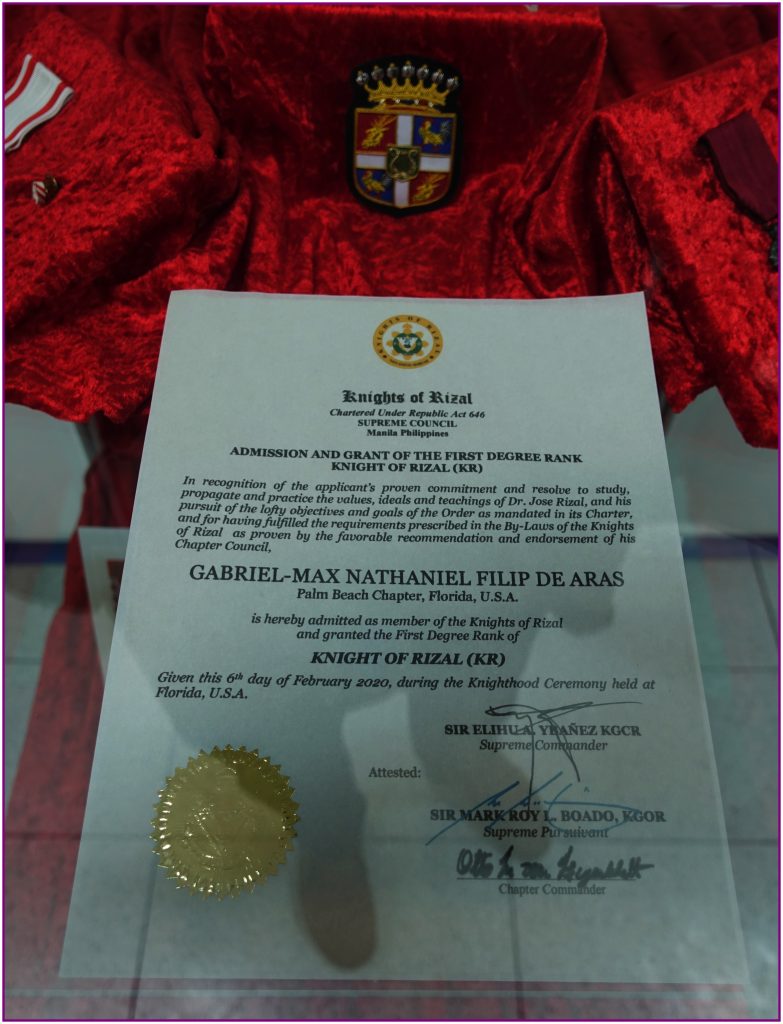 KNIGHTS OF RIZAL
Knights of Rizal
Chartered Under Republic Act 646
SUPREME COUNCIL
Manila Philippines
ADMISSION AND GRANT OF THE FIRST DEGREE RANK
KNIGHT OF RIZAL (KR)
In recognition of the applicant's proven commitment and resolve to study,
propagate and practice the values, ideals and teachings of Dr. Jose Rizal, and his
pursuit of the lofty objectives and goals of the Order as mandated in its Charter,
and for having fulfilled the requirements prescribed in the By-Laws of the Knights
of Rizal as proven by the favorable recommendation and endorsement of his
Chapter Council,
GABRIEL-MAX NATHANIEL FILIP DE ARAS
Palm Beach Chapter, Florida, U.S.A.
is hereby admitted as member of the Knights of Rizal
and granted the First Degree Rank of
KNIGHT OF RIZAL (KR)
Given this 6th day of February 2020, during the Knighthood Ceremony held at
Florida, U.S.A.
SIR ELIHU A. YBAÑEZ KGCR
Supreme Commander
Attested:
SIR MARK ROY L. BOADO, KGOR
Supreme Pursuivant
Chapter Commander